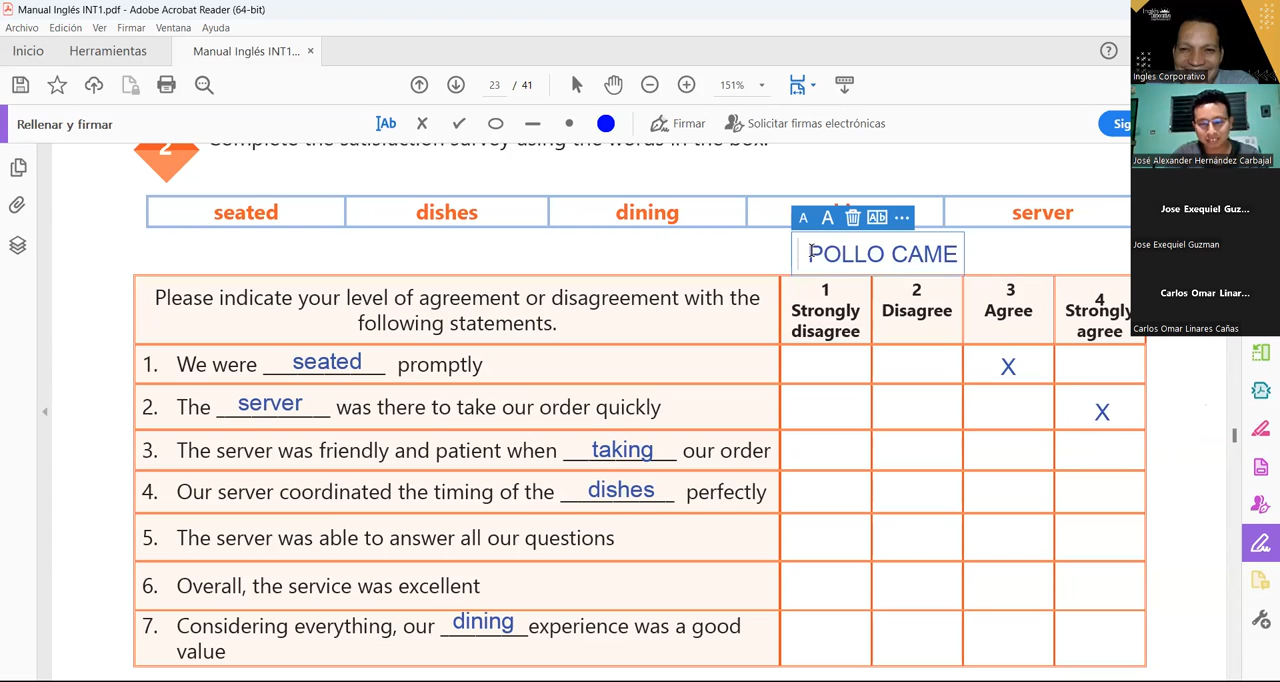 Manual Inglés INT1.pdf - Adobe Acrobat Reader (64-bit)
Archivo Edición Ver Firmar Ventana Ayuda
Inicio Herramientas Manual Inglés INT1... ×
23 / 41 151%
Rellenar y firmar Ab Firmar Solicitar firmas electrónicas Sig
Complete the satisfaction survey using the words in the box.
seated dishes dining server
A A Ab ...
POLLO CAME
Please indicate your level of agreement or disagreement with the following statements.
1 Strongly disagree
2 Disagree
3 Agree
4 Strongly agree
1. We were seated promptly X
2. The server was there to take our order quickly X
3. The server was friendly and patient when taking our order
4. Our server coordinated the timing of the dishes perfectly
5. The server was able to answer all our questions
6. Overall, the service was excellent
7. Considering everything, our dining experience was a good
value
Ingles Corporativo
José Alexander Hernández Carbajal
Jose Exequiel Guz...
Jose Exequiel Guzman
Carlos Omar Linar...
Carlos Omar Linares Cañas